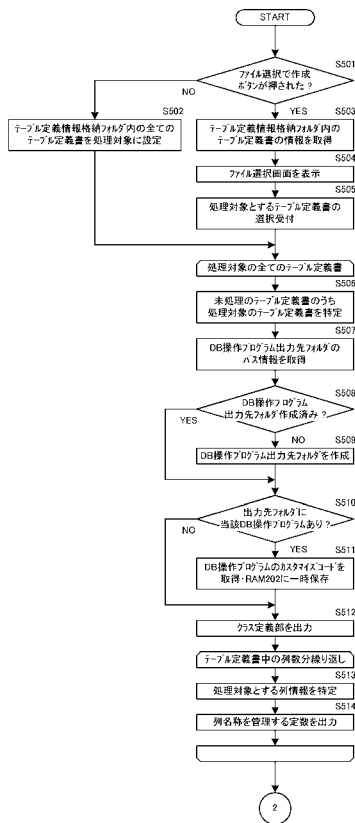 START
S501
ファイル選択で作成
ボタンが押された?
NO
YES
S502
テーブル定義情報格納フォルダ内の全ての
テーブル定義書を処理対象に設定
S503
テーブル定義情報格納フォルダ内の
テーブル定義書の情報を取得
S504
ファイル選択画面を表示
S505
処理対象とするテーブル定義書の
選択受付
処理対象の全てのテーブル定義書
S506
未処理のテーブル定義書のうち
処理対象のテーブル定義書を特定
S507
DB操作プログラム出力先フォルダの
パス情報を取得
S508
DB操作プログラム
出力先フォルダ作成済み?
YES
NO
S509
DB操作プログラム出力先フォルダを作成
S510
出力先フォルダに
当該DB操作プログラムあり?
NO
YES
S511
DB操作プログラムのカスタマイズコードを
取得・RAM202に一時保存
S512
クラス定義部を出力
テーブル定義書中の列数分繰り返し
S513
処理対象とする列情報を特定
S514
列名称を管理する定数を出力
2